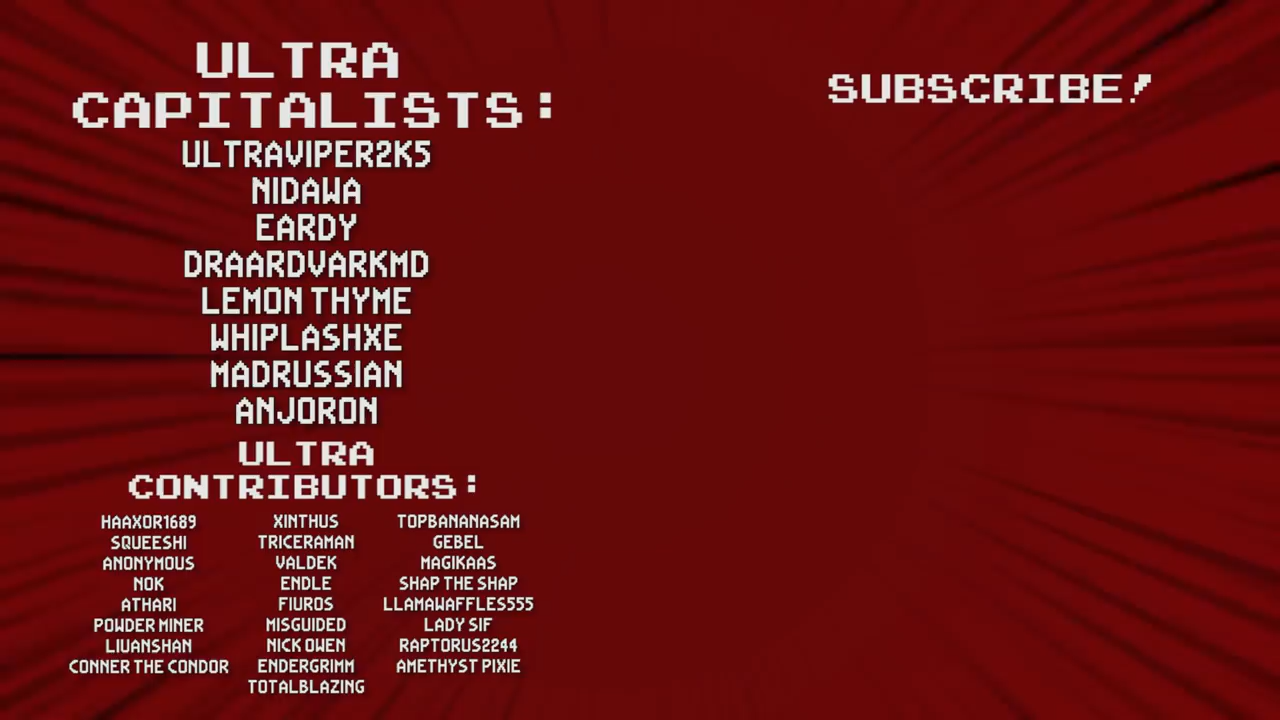 ULTRA
CAPITALISTS:
ULTRAVIPER2K5
NIDAWA
EARDY
DRAARDVARKMD
LEMON THYME
WHIPLASHXE
MADRUSSIAN
ANJORON
ULTRA
CONTRIBUTORS:
HAAXOR1689
SQUEESHI
ANONYMOUS
NOK
ATHARI
POWDER MINER
LIUANSHAN
CONNER THE CONDOR
XINTHUS
TRICERAMAN
VALDEK
ENDLE
FIUROS
MISGUIDED
NICK OWEN
ENDERGRIMM
TOTALBLAZING
TOPBANANASAM
GEBEL
MAGIKAAS
SHAP THE SHAP
LLAMAWAFFLES555
LADY SIF
RAPTORUS2244
AMETHYST PIXIE
SUBSCRIBE!